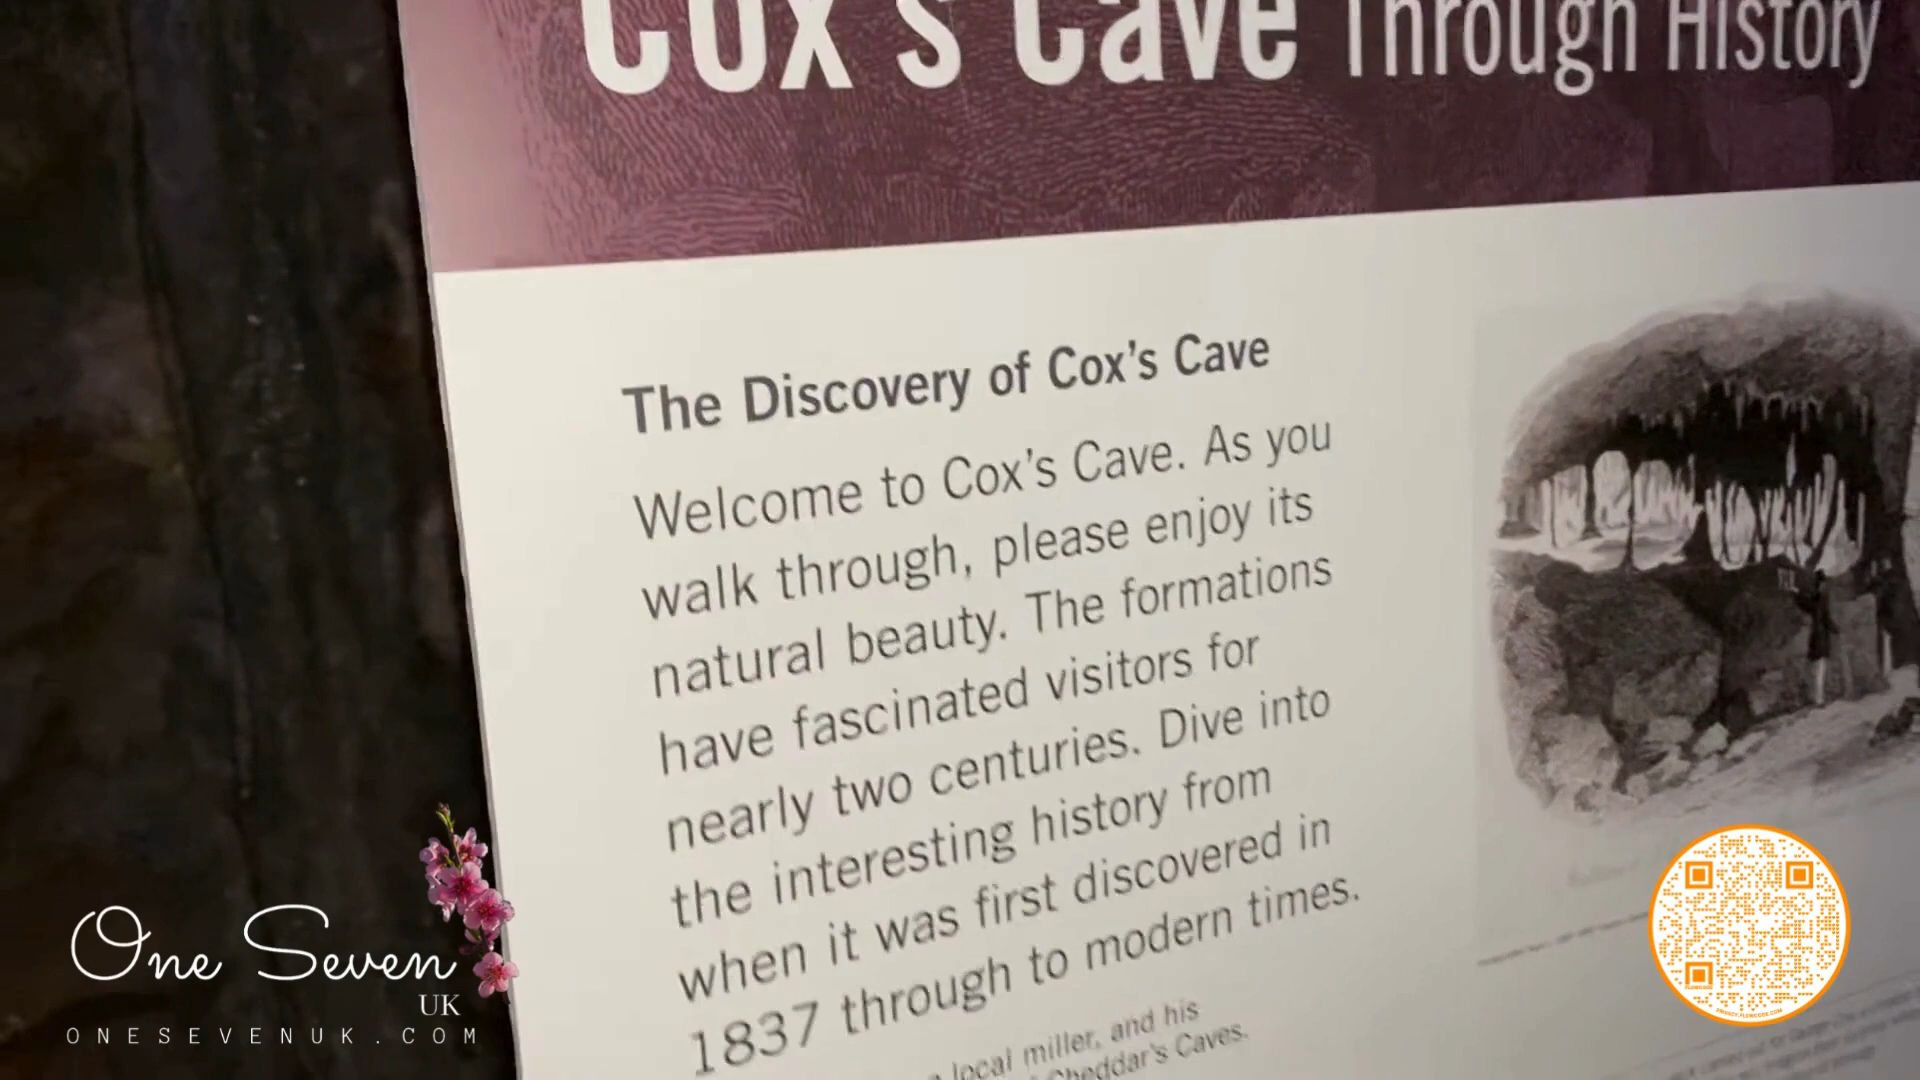 Cox's Cave Through History
The Discovery of Cox's Cave
Welcome to Cox's Cave. As you
walk through, please enjoy its
natural beauty. The formations
have fascinated visitors for
nearly two centuries. Dive into
the interesting history from
when it was first discovered in
1837 through to modern times.
local miller, and his
Cheddar's Caves.
One Seven
UK
ONESEVENUK.COM